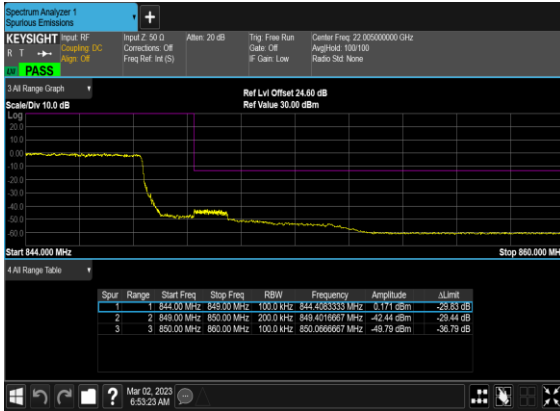 Spectrum Analyzer 1
Spurious Emissions
+
KEYSIGHT Input: RF Input Z: 50 Ω Atten: 20 dB Trig: Free Run Center Freq: 22.005000000 GHz
R T Coupling: DC Corrections: Off Gate: Off Avg|Hold: 100/100
Align: Off Freq Ref: Int (S) IF Gain: Low Radio Std: None
PASS
3 All Range Graph
Ref Lvl Offset 24.60 dB
Scale/Div 10.0 dB Ref Value 30.00 dBm
Log
20.0
10.0
0.00
-10.0
-20.0
-30.0
-40.0
-50.0
-60.0
Start 844.000 MHz Stop 860.000 MH
4 All Range Table
Spur Range Start Freq Stop Freq RBW Frequency Amplitude ΔLimit
1 1 844.00 MHz 849.00 MHz 100.0 kHz 844.4083333 MHz 0.171 dBm -29.83 dB
2 2 849.00 MHz 850.00 MHz 200.0 kHz 849.4016667 MHz -42.44 dBm -29.44 dB
3 3 850.00 MHz 860.00 MHz 100.0 kHz 850.0666667 MHz -49.79 dBm -36.79 dB
?
Mar 02, 2023
6:53:23 AM